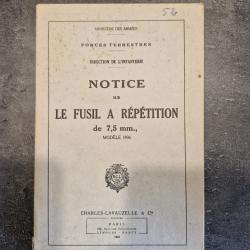 56
MINISTÈRE DES ARMÉES
FORCES TERRESTRES
DIRECTION DE L'INFANTERIE
NOTICE
SUR
LE FUSIL A RÉPÉTITION
de 7,5 mm.,
MODÈLE 1936
CHARLES-LAVAUZELLE & Cie
PARIS